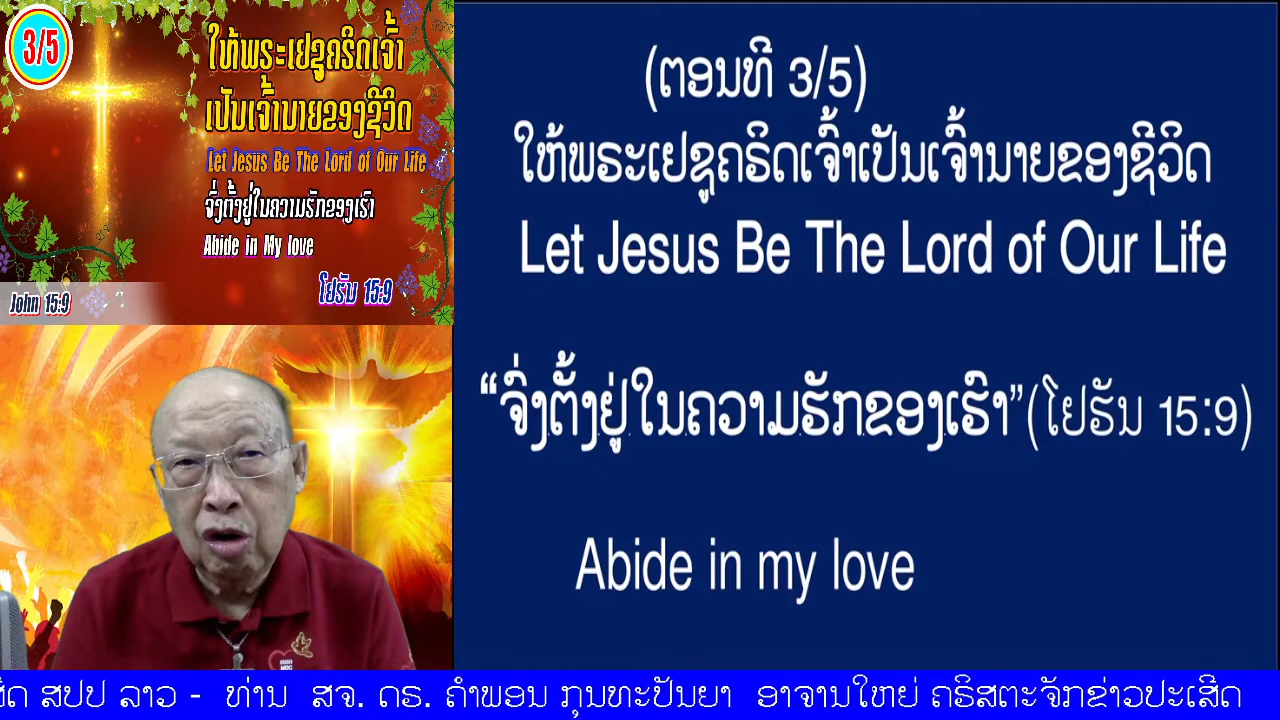 3/5
ໃຫ້ພຣະເຢຊູຄຣິດເຈົ້າ
ເປັນເຈົ້ານາຍຂອງຊີວິດ
Let Jesus Be The Lord of Our Life
ຈົ່ງຕັ້ງຢູ່ໃນຄວາມຮັກຂອງເຮົາ
Abide in My love
ໂຢຮັນ 15:9
John 15:9
(ຕອນທີ 3/5)
ໃຫ້ພຣະເຢຊູຄຣິດເຈົ້າເປັນເຈົ້ານາຍຂອງຊີວິດ
Let Jesus Be The Lord of Our Life
“ຈົ່ງຕັ້ງຢູ່ໃນຄວາມຮັກຂອງເຮົາ”(ໂຢຮັນ 15:9)
Abide in my love
ສປປ ລາວ - ທ່ານ ສຈ. ດຣ. ຄຳພອນ ກຸນທະປັນຍາ ອາຈານໃຫຍ່ ຄຣິສຕະຈັກຂ່າວປະເສີດ